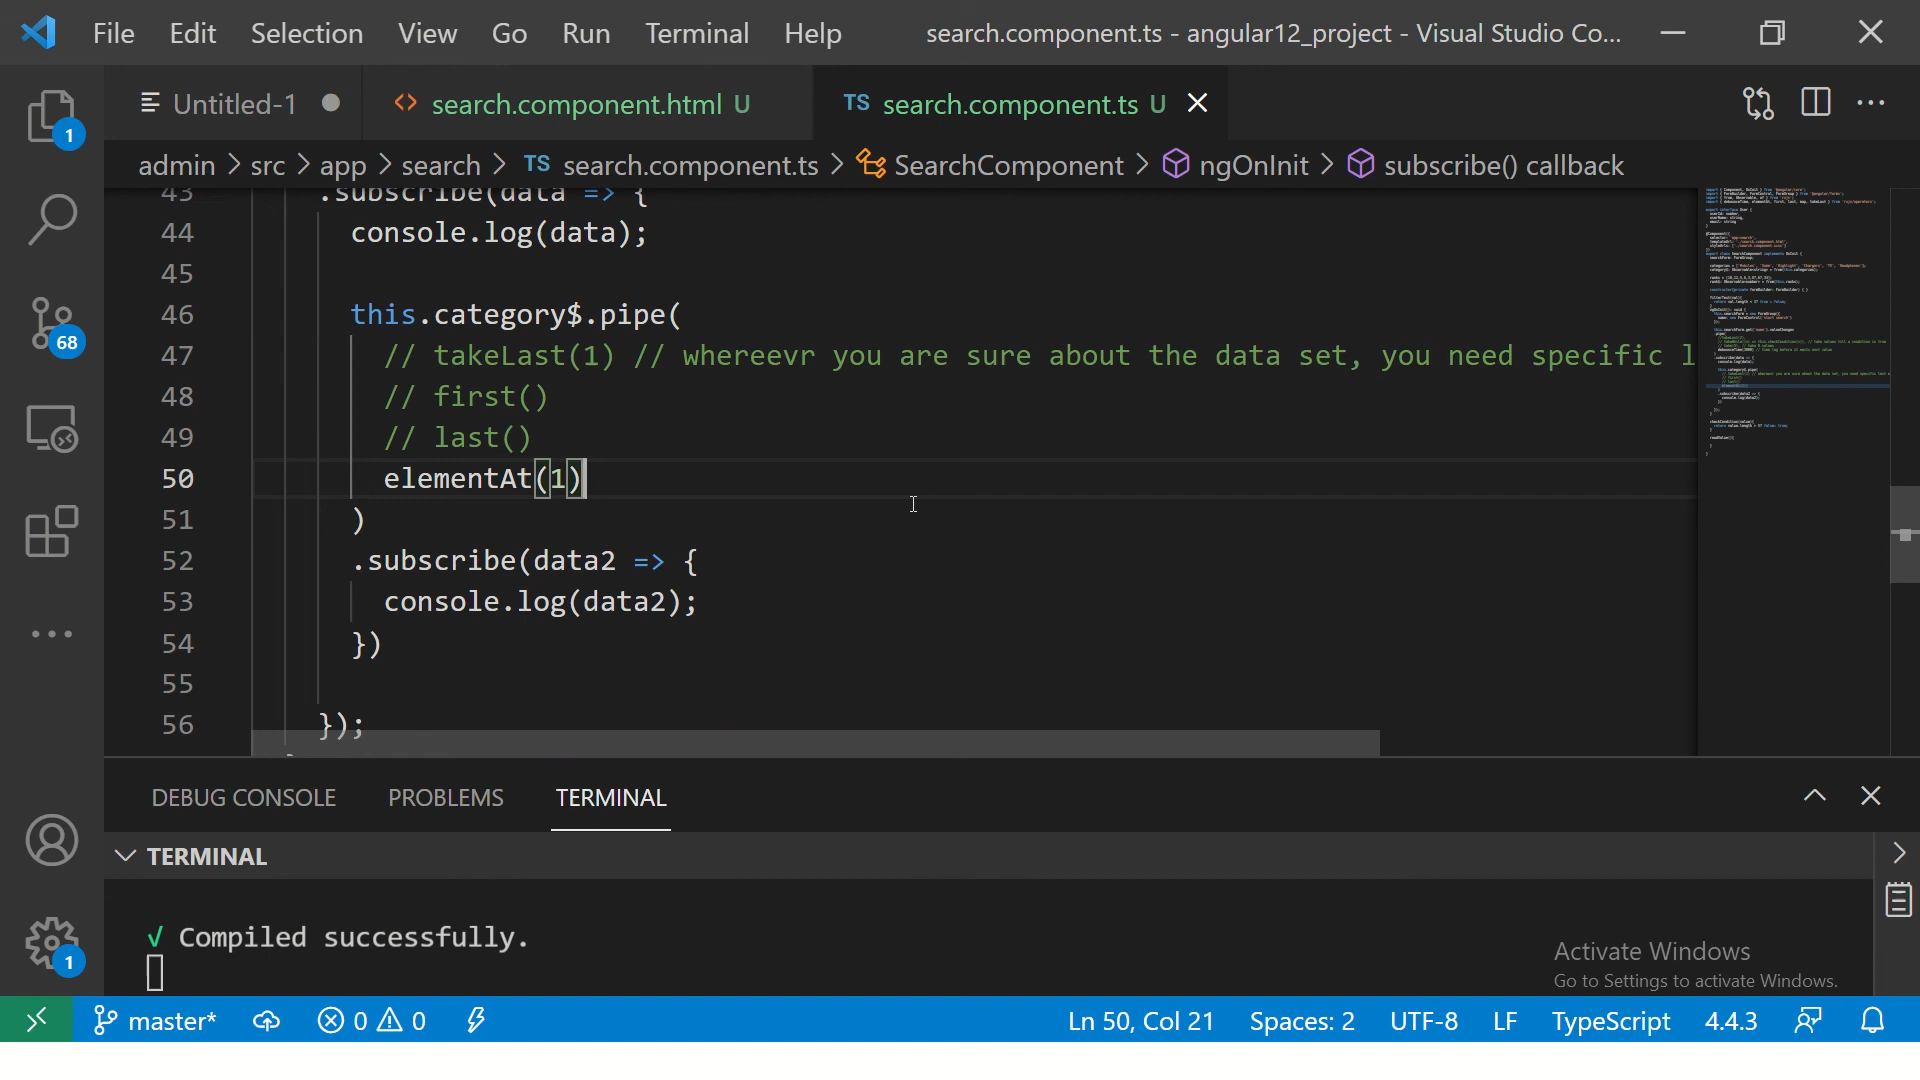 File Edit Selection View Go Run Terminal Help search.component.ts - angular12_project - Visual Studio Co...
Untitled-1 search.component.html U TS search.component.ts U
admin > src > app > search > TS search.component.ts > SearchComponent > ngOnInit > subscribe() callback
43 .subscribe(data => {
44 console.log(data);
45
46 this.category$.pipe(
47 // takeLast(1) // whereevr you are sure about the data set, you need specific l
48 // first()
49 // last()
50 elementAt(1)
51 )
52 .subscribe(data2 => {
53 console.log(data2);
54 })
55
56 });
DEBUG CONSOLE PROBLEMS TERMINAL
TERMINAL
√ Compiled successfully.
Activate Windows
Go to Settings to activate Windows.
1
68
1
master* 0 0 Ln 50, Col 21 Spaces: 2 UTF-8 LF TypeScript 4.4.3